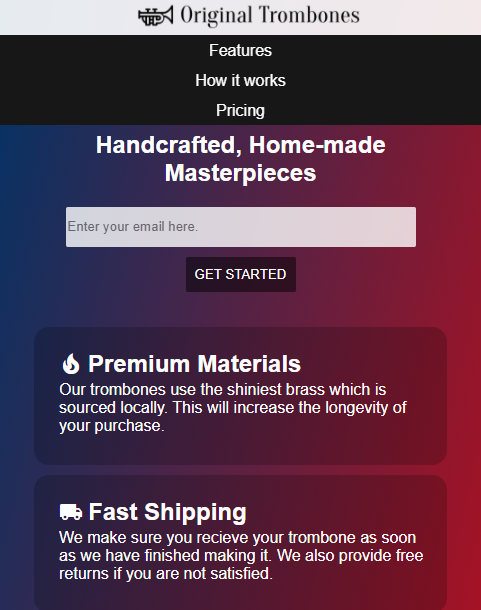 Original Trombones
Features
How it works
Pricing
Handcrafted, Home-made
Masterpieces
Enter your email here.
GET STARTED
Premium Materials
Our trombones use the shiniest brass which is
sourced locally. This will increase the longevity of
your purchase.
Fast Shipping
We make sure you recieve your trombone as soon
as we have finished making it. We also provide free
returns if you are not satisfied.